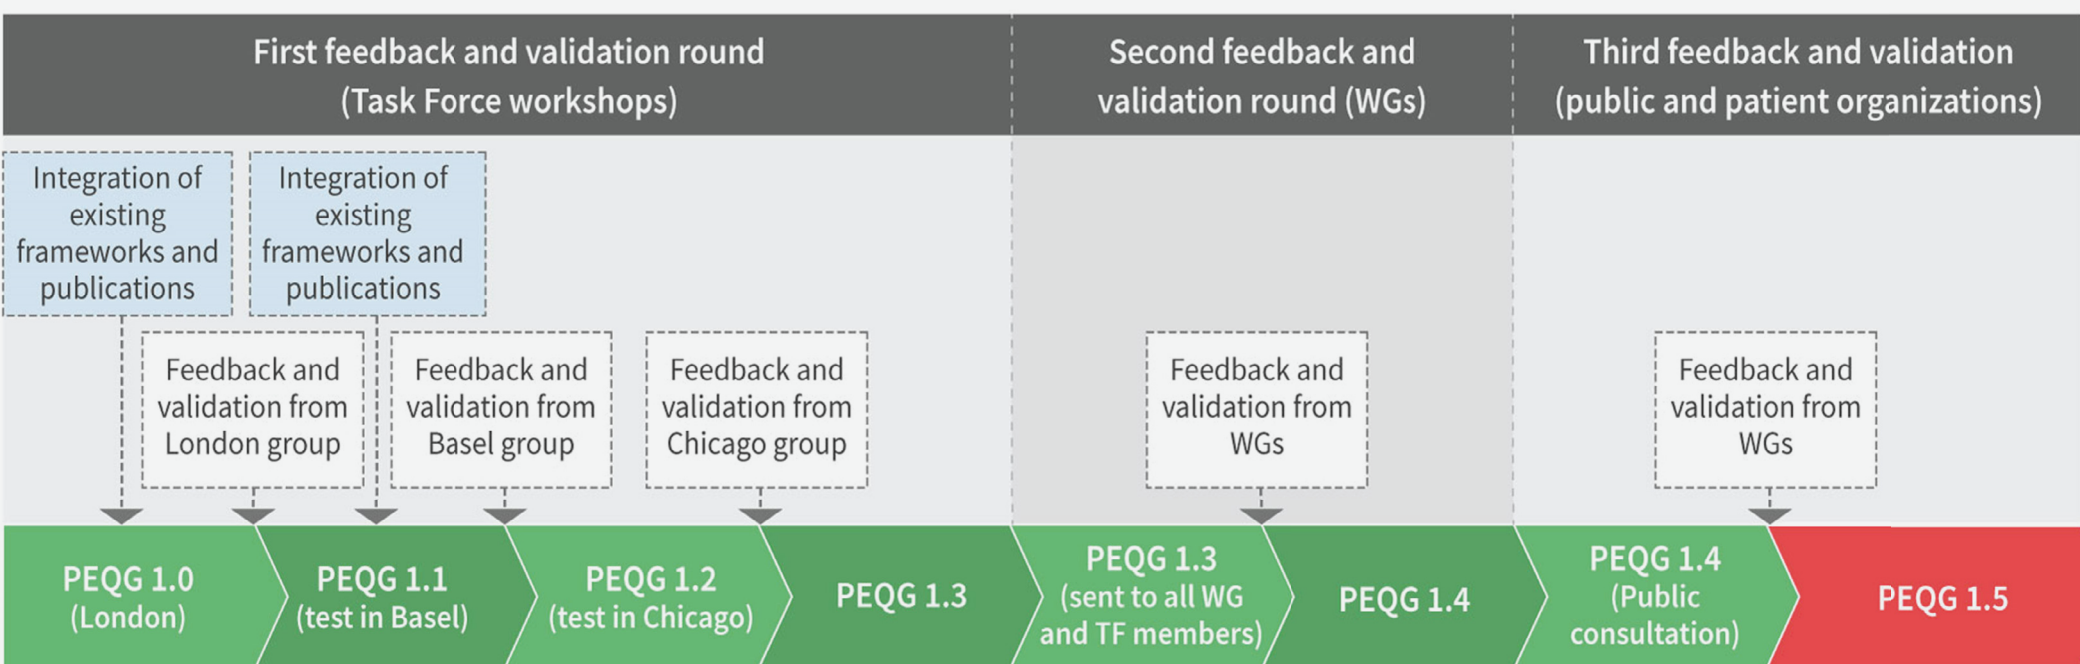 First feedback and validation round
(Task Force workshops)
Second feedback and
validation round (WGs)
Third feedback and validation
(public and patient organizations)
Integration of
existing
frameworks and
publications
Integration of
existing
frameworks and
publications
Feedback and
validation from
London group
Feedback and
validation from
Basel group
Feedback and
validation from
Chicago group
Feedback and
validation from
WGs
Feedback and
validation from
WGs
PEQG 1.0
(London)
PEQG 1.1
(test in Basel)
PEQG 1.2
(test in Chicago)
PEQG 1.3
PEQG 1.3
(sent to all WG
and TF members)
PEQG 1.4
PEQG 1.4
(Public
consultation)
PEQG 1.5